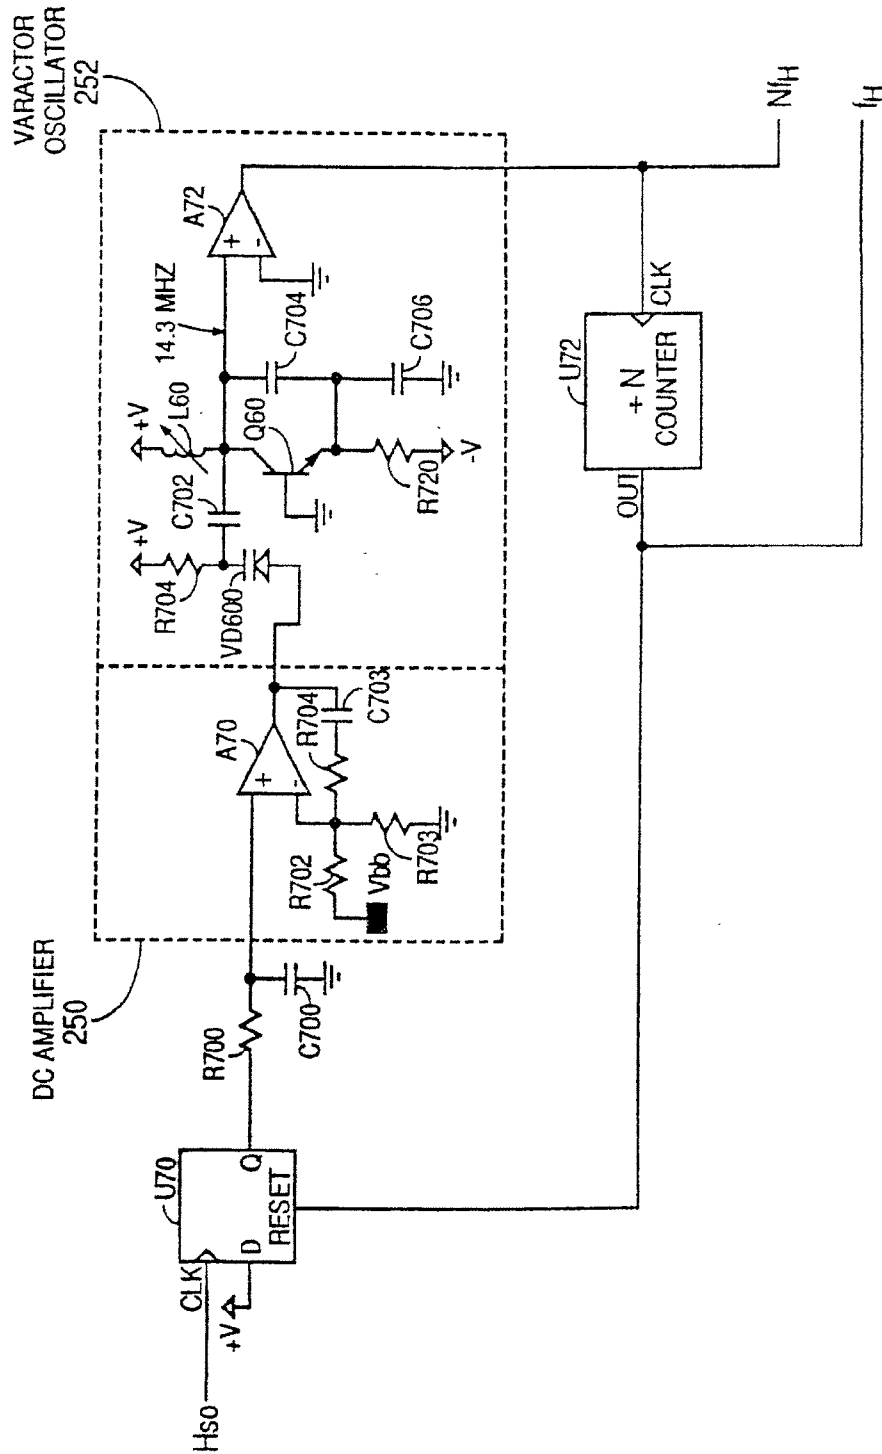 VARACTOR
OSCILLATOR
252
DC AMPLIFIER
250
Hso
CLK
+V
D
U70
Q
RESET
R700
C700
A70
+
-
R702
Vbb
R703
R704
C703
+V
R704
VD600
C702
+V
L60
Q60
R720
-V
14.3 MHZ
C704
C706
A72
+
-
U72
+ N
COUNTER
OUT
CLK
NfH
fH